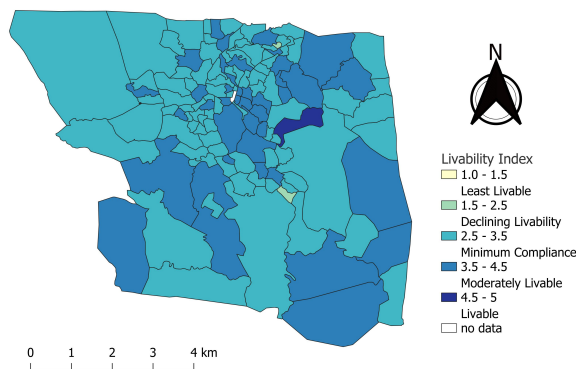 N
Livability Index
1.0 - 1.5
Least Livable
1.5 - 2.5
Declining Livability
2.5 - 3.5
Minimum Compliance
3.5 - 4.5
Moderately Livable
4.5 - 5
Livable
no data
0 1 2 3 4 km